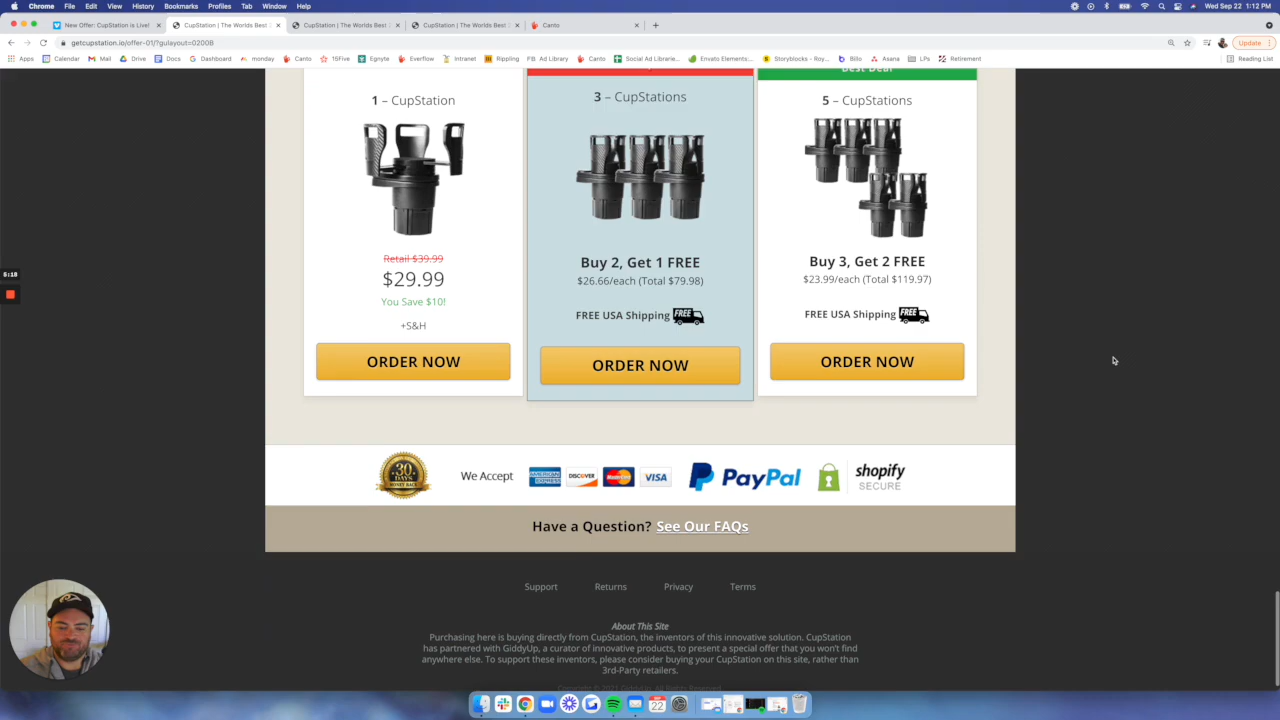 Chrome File Edit View History Bookmarks Profiles Tab Window Help
Wed Sep 22 1:12 PM
New Offer: CupStation is Live!
CupStation | The Worlds Best
CupStation | The Worlds Best
CupStation | The Worlds Best
Canto
getcupstation.io/offer-01/?gulayout=0200B
Update
Apps Calendar Mail Drive Docs Dashboard monday Canto 15Five Egnyte Everflow Intranet Rippling Ad Library Canto Social Ad Librarie... Envato Elements:... Storyblocks - Roy... Billo Asana LPs Retirement Reading List
Best Deal
1 – CupStation
3 – CupStations
5 – CupStations
Retail $39.99
$29.99
You Save $10!
+S&H
ORDER NOW
Buy 2, Get 1 FREE
$26.66/each (Total $79.98)
FREE USA Shipping FREE
ORDER NOW
Buy 3, Get 2 FREE
$23.99/each (Total $119.97)
FREE USA Shipping FREE
ORDER NOW
5:15
30 DAYS
MONEY BACK
We Accept
AMERICAN EXPRESS
DISCOVER
MasterCard
VISA
PayPal
shopify
SECURE
Have a Question? See Our FAQs
Support Returns Privacy Terms
About This Site
Purchasing here is buying directly from CupStation, the inventors of this innovative solution. CupStation
has partnered with GiddyUp, a curator of innovative products, to present a special offer that you won't find
anywhere else. To support these inventors, please consider buying your CupStation on this site, rather than
3rd-Party retailers.
Copyright © 2021 GiddyUp. All Rights Reserved.
22